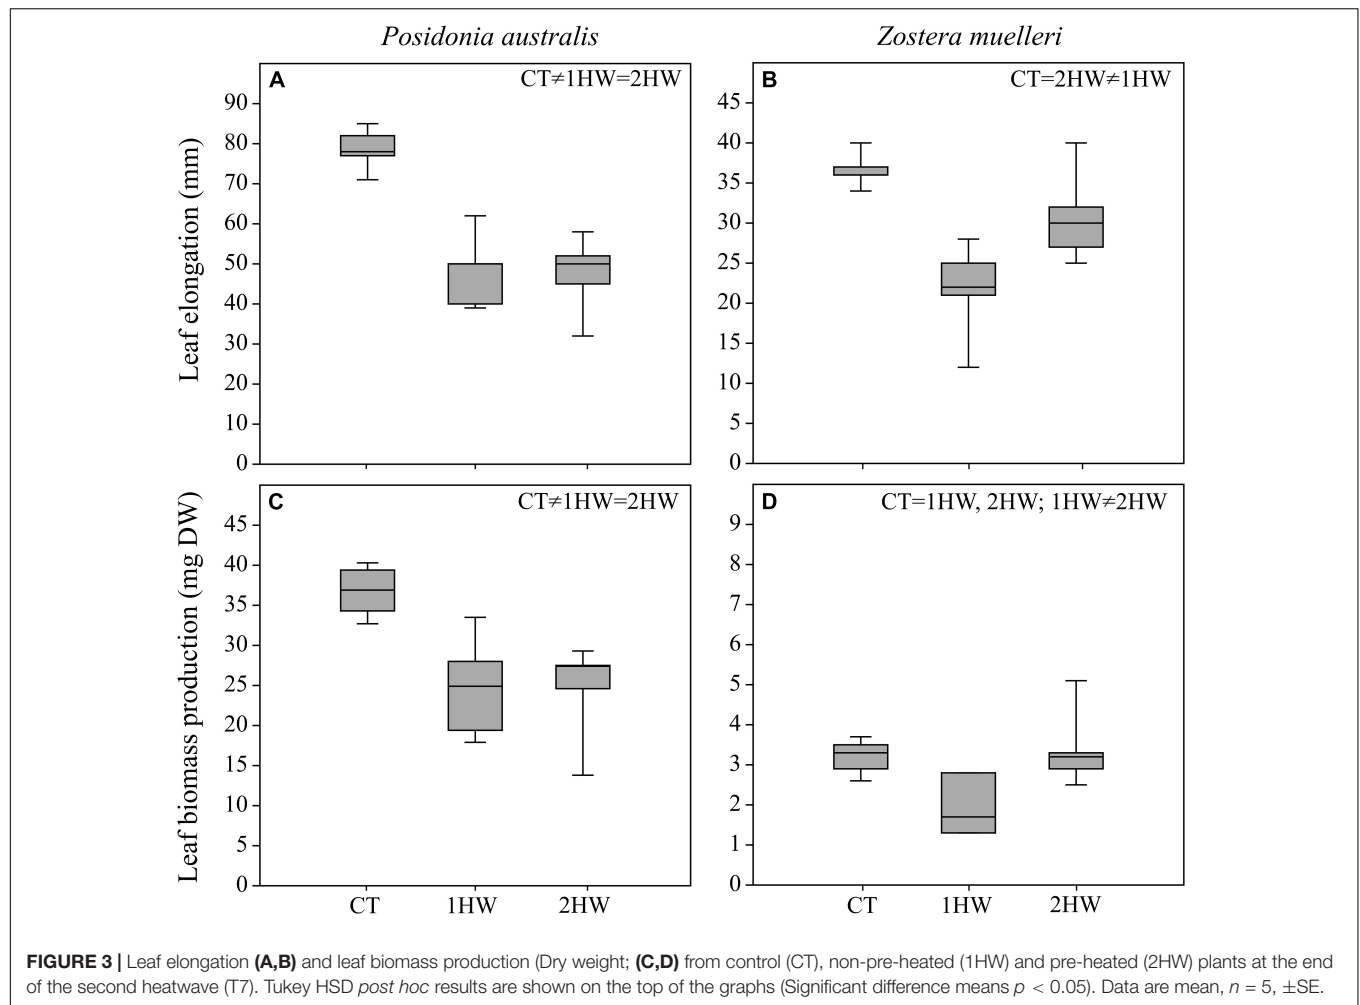 Posidonia australis
Zostera muelleri
A
CT≠1HW=2HW
B
CT=2HW≠1HW
Leaf elongation (mm)
90
80
70
60
50
40
30
20
10
0
45
40
35
30
25
20
15
10
5
0
C
CT≠1HW=2HW
D
CT=1HW, 2HW; 1HW≠2HW
Leaf biomass production (mg DW)
45
40
35
30
25
20
15
10
5
0
9
8
7
6
5
4
3
2
1
0
CT
1HW
2HW
CT
1HW
2HW
FIGURE 3 | Leaf elongation (A,B) and leaf biomass production (Dry weight; (C,D) from control (CT), non-pre-heated (1HW) and pre-heated (2HW) plants at the end
of the second heatwave (T7). Tukey HSD post hoc results are shown on the top of the graphs (Significant difference means p < 0.05). Data are mean, n = 5, ±SE.